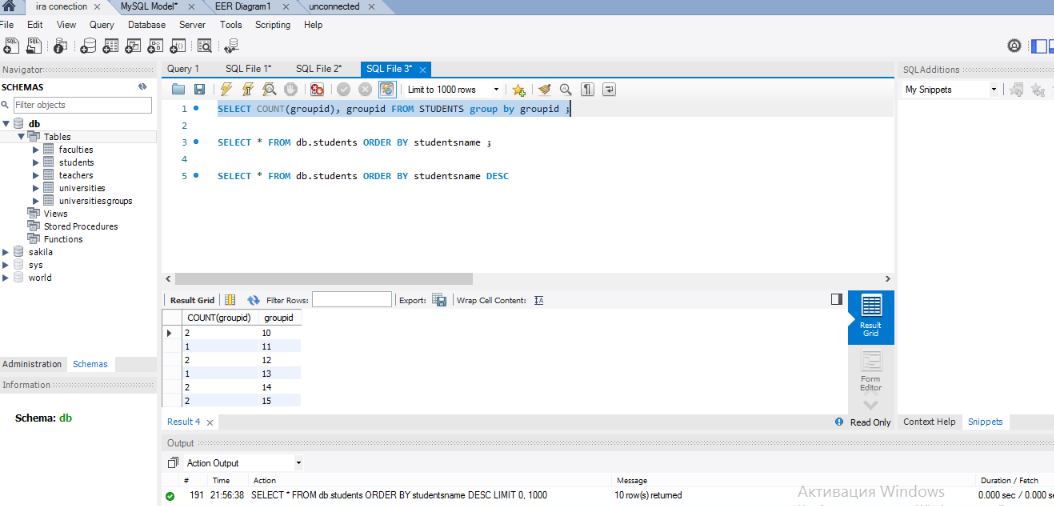 ira conection × MySQL Model* × EER Diagram1 × unconnected ×
File Edit View Query Database Server Tools Scripting Help
Navigator
SCHEMAS
Filter objects
db
Tables
faculties
students
teachers
universities
universitiesgroups
Views
Stored Procedures
Functions
sakila
sys
world
Administration Schemas
Information
Schema: db
Query 1 SQL File 1* SQL File 2* SQL File 3* ×
Limit to 1000 rows
1 SELECT COUNT(groupid), groupid FROM STUDENTS group by groupid ;
2
3 SELECT * FROM db.students ORDER BY studentsname ;
4
5 SELECT * FROM db.students ORDER BY studentsname DESC
Result Grid Filter Rows: Export: Wrap Cell Content:
COUNT(groupid) groupid
2 10
1 11
2 12
1 13
2 14
2 15
Result
Grid
Form
Editor
Result 4 × Read Only
Output
Action Output
# Time Action Message Duration / Fetch
191 21:56:38 SELECT * FROM db.students ORDER BY studentsname DESC LIMIT 0, 1000 10 row(s) returned 0.000 sec / 0.000 se
SQLAdditions
My Snippets
Context Help Snippets
Активация Windows